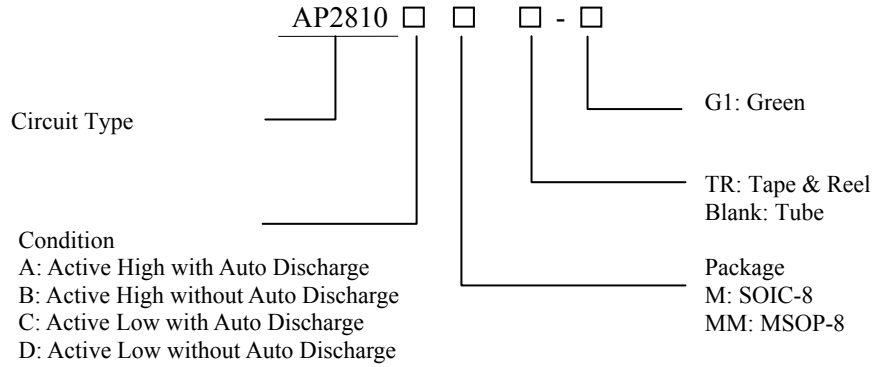 AP2810 □ □ □ - □
Circuit Type
Condition
A: Active High with Auto Discharge
B: Active High without Auto Discharge
C: Active Low with Auto Discharge
D: Active Low without Auto Discharge
G1: Green
TR: Tape & Reel
Blank: Tube
Package
M: SOIC-8
MM: MSOP-8